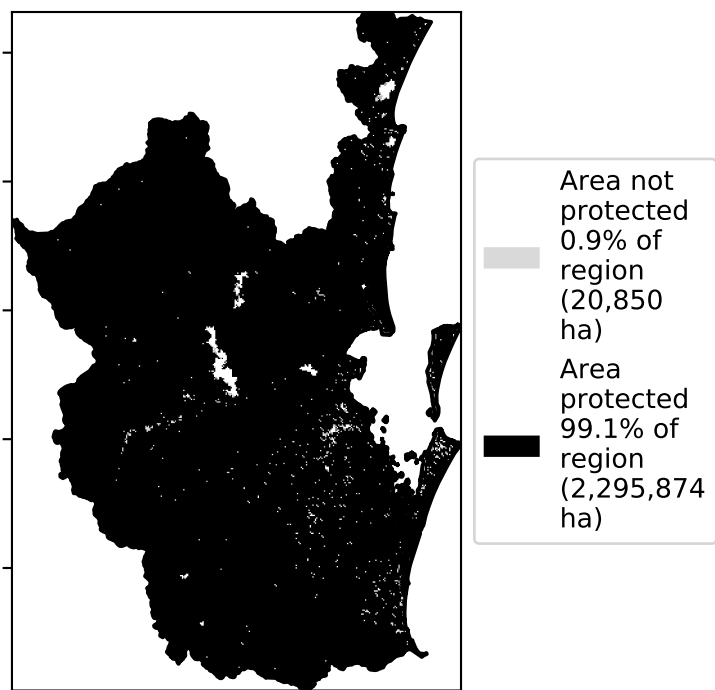 Area not
protected
0.9% of
region
(20,850
ha)
Area
protected
99.1% of
region
(2,295,874
ha)